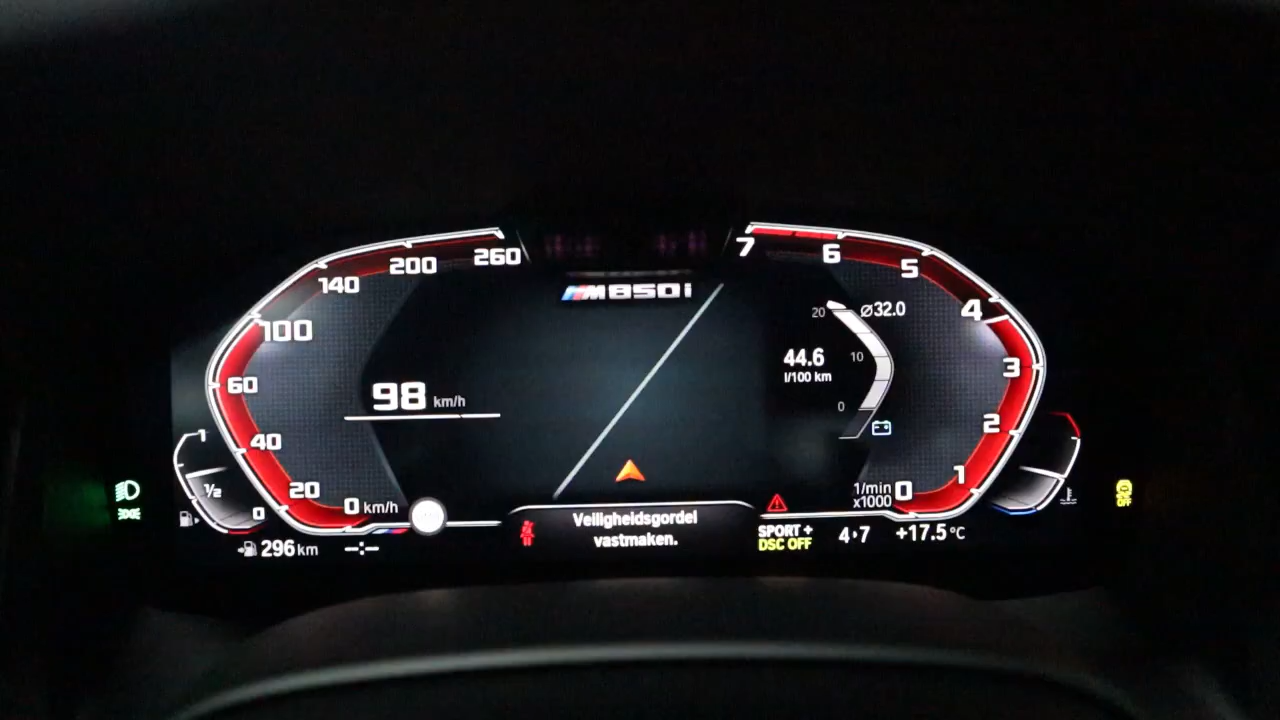 M850i
260
200
140
100
60
40
20
0 km/h
98 km/h
7
6
5
4
3
2
1
0
1/min
x1000
20
10
0
⌀32.0
44.6
l/100 km
1
½
0
296 km
--:--
Veiligheidsgordel
vastmaken.
SPORT +
DSC OFF
4▸7
+17.5 °C
OFF